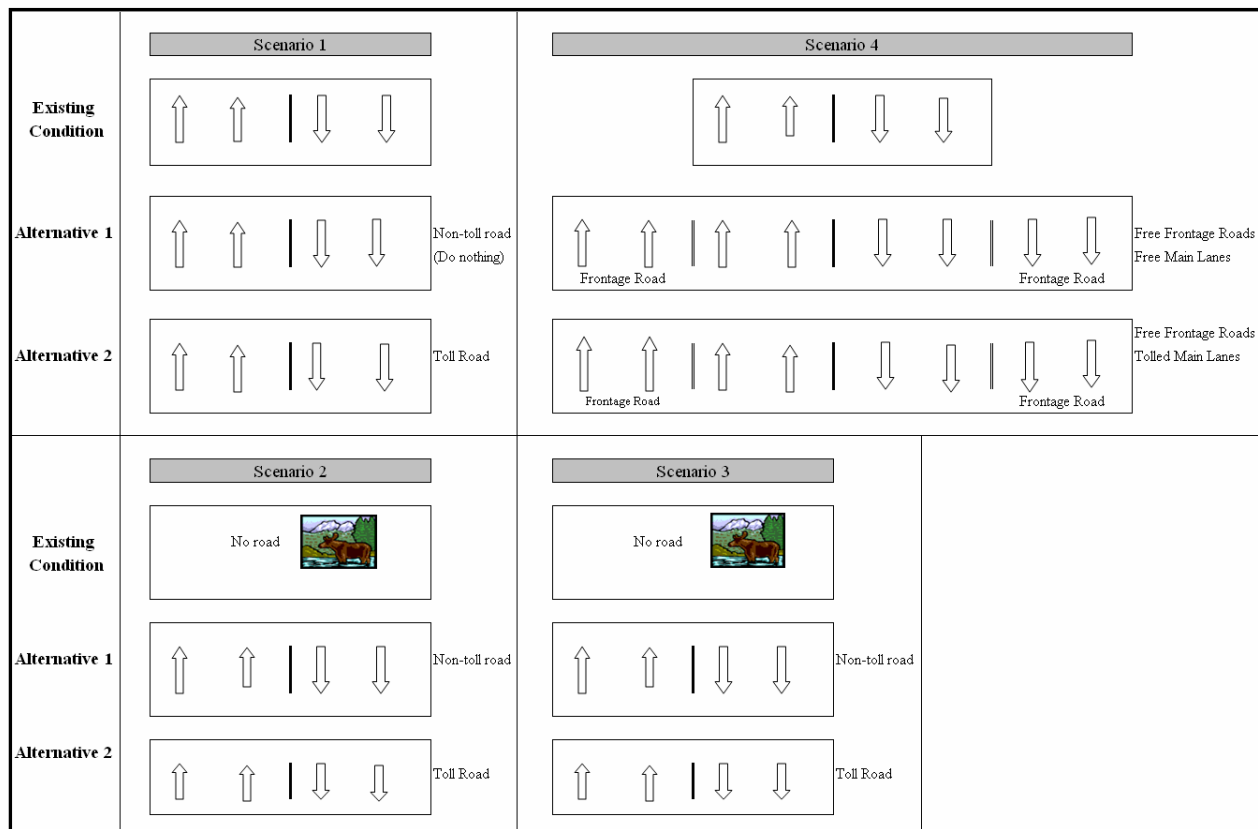 Scenario 1
Scenario 4
Existing
Condition
Alternative 1
Non-toll road
(Do nothing)
Frontage Road
Frontage Road
Free Frontage Roads
Free Main Lanes
Alternative 2
Toll Road
Frontage Road
Frontage Road
Free Frontage Roads
Tolled Main Lanes
Scenario 2
Scenario 3
Existing
Condition
No road
No road
Alternative 1
Non-toll road
Non-toll road
Alternative 2
Toll Road
Toll Road